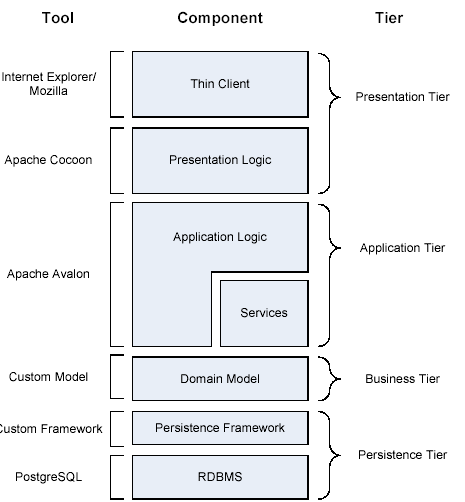 Tool Component Tier
Internet Explorer/
Mozilla
Thin Client
Presentation Tier
Apache Cocoon
Presentation Logic
Application Logic
Apache Avalon
Application Tier
Services
Custom Model
Domain Model
Business Tier
Custom Framework
Persistence Framework
Persistence Tier
PostgreSQL
RDBMS